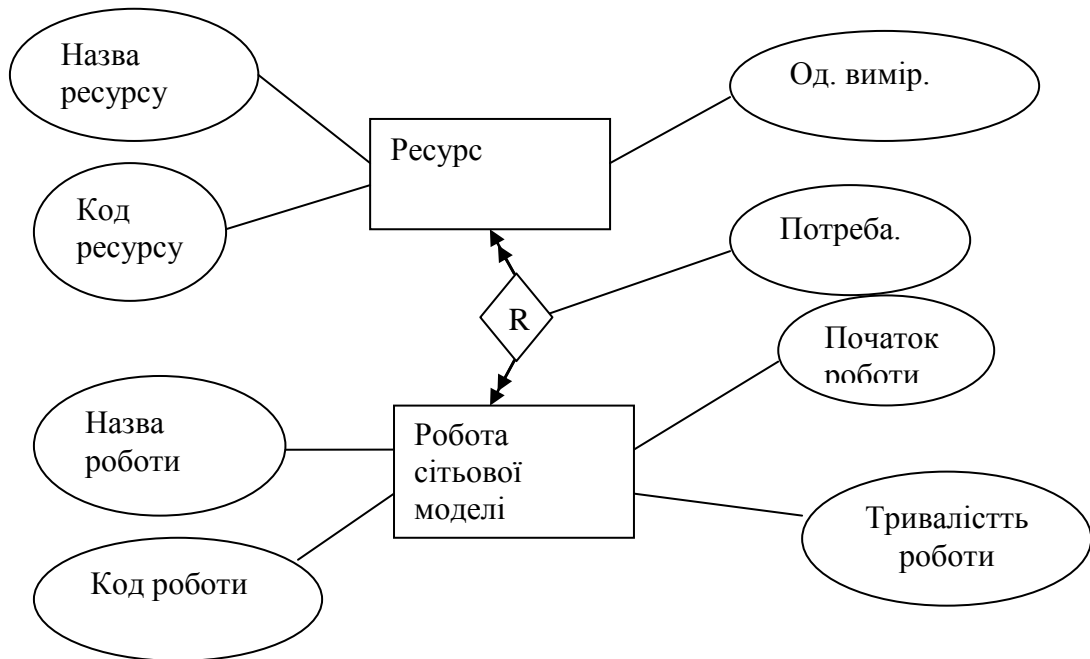 Назва
ресурсу
Од. вимір.
Ресурс
Код
ресурсу
Потреба.
R
Початок
роботи
Назва
роботи
Робота
сітьової
моделі
Тривалістть
роботи
Код роботи